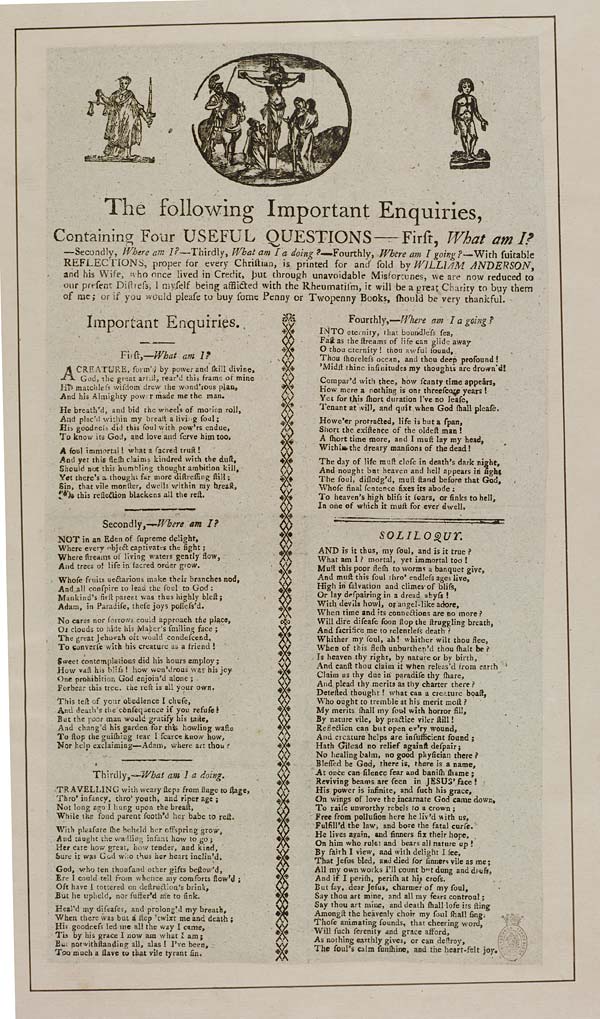 The following Important Enquiries,
Containing Four USEFUL QUESTIONS—Firſt, What am I?
—Secondly, Where am I?—Thirdly, What am I a doing?—Fourthly, Where am I going?—With ſuitable
REFLECTIONS, proper for every Chriſtian, is printed for and ſold by WILLIAM ANDERSON,
and his Wife, who once lived in Credit, but through unavoidable Misfortunes, we are now reduced to
our preſent Diſtreſs, I myſelf being afflicted with the Rheumatiſm, it will be a great Charity to buy them
of me; or if you would pleaſe to buy ſome Penny or Twopenny Books, ſhould be very thankful.
Important Enquiries.
Firſt,—What am I?
A CREATURE, form'd by power and ſkill divine,
God, the great artiſt, rear'd this frame of mine
His matchleſs wiſdom drew the wond'rous plan,
And his Almighty pow'r made me the man.
He breath'd, and bid the wheels of motion roll,
And plac'd within my breaſt a living ſoul;
His goodneſs did this ſoul with pow'rs endue,
To know its God, and love and ſerve him too.
A ſoul immortal! what a ſacred truſt!
And yet this fleſh claims kindred with the duſt,
Should not this humbling thought ambition kill,
Yet there's a thought far more diſtreſſing ſtill;
Sin, that vile monſter, dwells within my breaſt,
this reflection blackens all the reſt.
Secondly,—Where am I?
NOT in an Eden of ſupreme delight,
Where every object captivates the ſight;
Where ſtreams of living waters gently flow,
And trees of life in ſacred order grow.
Whoſe fruits nectarious make their branches nod,
And all conſpire to lead the ſoul to God:
Mankind's firſt parent was thus highly bleſt;
Adam, in Paradiſe, theſe joys poſſeſs'd.
No cares nor ſorrows could approach the place,
Or clouds to hide his Maker's ſmiling face;
The great Jehovah oft would condeſcend,
To converſe with his creature as a friend!
Sweet contemplations did his hours employ;
How vaſt his bliſs! how won'drous was his joy
One prohibition God enjoin'd alone;
Forbear this tree, the reſt is all your own.
This teſt of your obedience I chuſe,
And death's the conſequence if you refuſe!
But the poor man would gratify his taſte,
And chang'd his garden for this howling waſte
To ſtop the guſhing tear I ſcarce know how,
Nor help exclaiming—Adam, where art thou?
Thirdly,—What am I a doing.
TRAVELLING with weary ſteps from ſtage to ſtage,
Thro' infancy, thro' youth, and riper age;
Not long ago I hung upon the breaſt,
While the fond parent ſooth'd her babe to reſt.
With pleaſure ſhe beheld her offspring grow,
And taught the wadling infant how to go;
Her care how great, how tender, and kind,
Sure it was God who thus her heart inclin'd.
God, who ten thouſand other gifts beſtow'd,
Ere I could tell from whence my comforts flow'd;
Oft have I tottered on deſtruction's brink,
But he upheld, nor ſuffer'd me to ſink.
Heal'd my diſeaſes, and prolong'd my breath,
When there was but a ſtep 'twixt me and death;
His goodneſs led me all the way I came,
Tis by his grace I now am what I am;
But notwithſtanding all, alas! I've been,
Too much a ſlave to that vile tyrant ſin.
Fourthly,—Where am I a going?
INTO eternity, that boundleſs ſea,
Faſt as the ſtreams of life can glide away
O thou eternity! thou awful ſound,
Thou ſhoreleſs ocean, and thou deep profound!
'Midſt thine infinitudes my thoughts are drown'd!
Compar'd with thee, how ſcanty time appears,
How mere a nothing is one threeſcore years!
Yet for this ſhort duration I've no leaſe,
Tenant at will, and quit when God ſhall pleaſe.
Howe'er protracted, life is but a ſpan,
Short the exiſtence of the oldeſt man!
A ſhort time more, and I muſt lay my head,
Within the dreary manſions of the dead!
The day of life muſt cloſe in death's dark night,
And nought but heaven and hell appears in ſight
The ſoul, diſlodg'd, muſt ſtand before that God,
Whoſe final ſentence fixes its abode;
To heaven's high bliſs it ſoars, or ſinks to hell,
In one of which it muſt for ever dwell.
SOLILOQUY.
AND is it thus, my ſoul, and is it true?
What am I? mortal, yet immortal too!
Muſt this poor fleſh to worms a banquet give,
And muſt this ſoul thro' endleſs ages live,
High in ſalvation and climes of bliſs,
Or lay deſpairing in a dread abyſs!
With devils howl, or angel-like adore,
When time and its connections are no more?
Will dire diſeaſe ſoon ſtop the ſtruggling breath,
And ſacrifice me to relentleſs death?
Whither my ſoul, ah! whither wilt thou flee,
When of this fleſh unburthen'd thou ſhalt be?
Is heaven thy right, by nature or by birth,
And canſt thou claim it when releas'd from earth
Claim as thy due in paradiſe thy ſhare,
And plead thy merits as thy charter there?
Deteſted thought! what can a creature boaſt,
Who ought to tremble at his merit moſt?
My merits ſhall my ſoul with horror fill,
By nature vile, by practice viler ſtill!
Reflection can but open ev'ry wound,
And creature helps are inſufficient found;
Hath Gilead no relief againſt deſpair;
No healing balm, no good phyſician there?
Bleſſed be God, there is, there is a name,
At once can ſilence fear and baniſh ſhame;
Reviving beams are ſeen in JESUS' face!
His power is infinite, and ſuch his grace,
On wings of love the incarnate God came down,
To raiſe unworthy rebels to a crown;
Free from pollution here he liv'd with us,
Fulfill'd the law, and bore the fatal curſe.
He lives again, and ſinners fix their hope,
On him who rules and bears all nature up!
By faith I view, and with delight I ſee,
That Jeſus bled, and died for ſinners vile as me;
All my own works I'll count but dung and droſs,
And if I periſh, periſh at his croſs.
But ſay, dear Jeſus, charmer of my ſoul,
Say thou art mine, and all my fears controul;
Say thou art mine, and death ſhall loſe its ſting
Amongſt the heavenly choir my ſoul ſhall ſing.
Thoſe animating ſounds, that cheering word,
Will ſuch ſerenity and grace afford,
As nothing earthly gives, or can deſtroy,
The ſoul's calm ſunſhine, and the heart-felt joy.